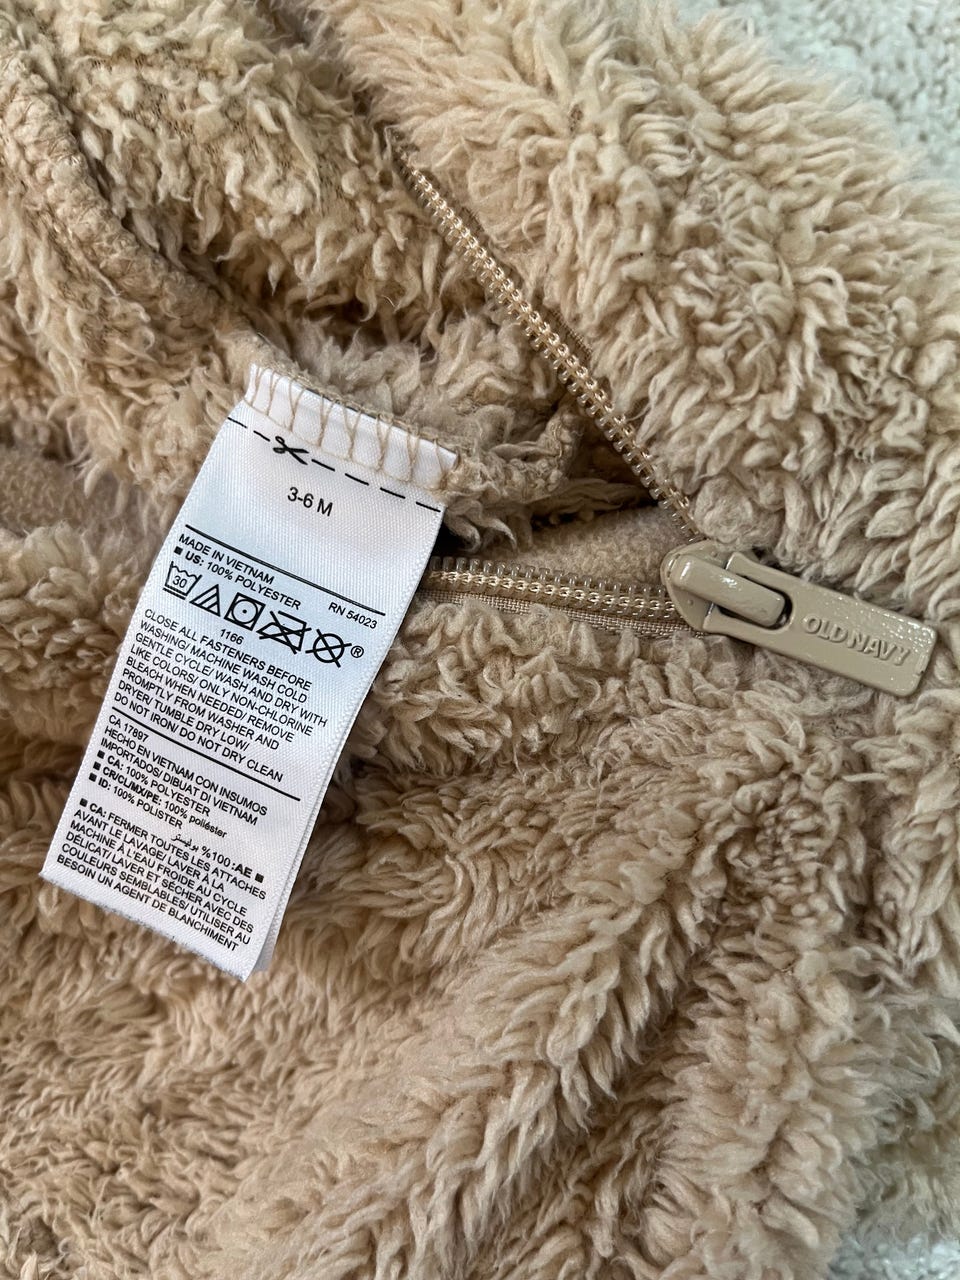 3-6 M
MADE IN VIETNAM
■ US: 100% POLYESTER
RN 54023
30
1166
®
CLOSE ALL FASTENERS BEFORE
WASHING/ MACHINE WASH COLD
GENTLE CYCLE/ WASH AND DRY WITH
LIKE COLORS/ ONLY NON-CHLORINE
BLEACH WHEN NEEDED/ REMOVE
PROMPTLY FROM WASHER AND
DRYER/ TUMBLE DRY LOW/
DO NOT IRON/ DO NOT DRY CLEAN
CA 17897
HECHO EN VIETNAM CON INSUMOS
IMPORTADOS/ DIBUAT DI VIETNAM
■ CA: 100% POLYESTER
■ CR/CL/MX/PE: 100% poliéster
■ ID: 100% POLISTER
■ AE: 100 % بوليستر
■ CA: FERMER TOUTES LES ATTACHES
AVANT LE LAVAGE/ LAVER À LA
MACHINE À L'EAU FROIDE AU CYCLE
DÉLICAT/ LAVER ET SÉCHER AVEC DES
COULEURS SEMBLABLES/ UTILISER AU
BESOIN UN AGENT DE BLANCHIMENT
OLD NAVY